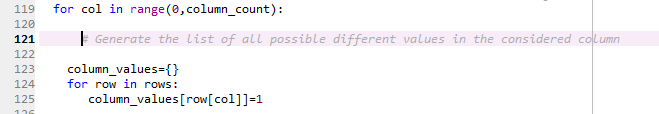 119 for col in range(0,column_count):
120
121 # Generate the list of all possible different values in the considered column
122
123 column_values={}
124 for row in rows:
125 column_values[row[col]]=1